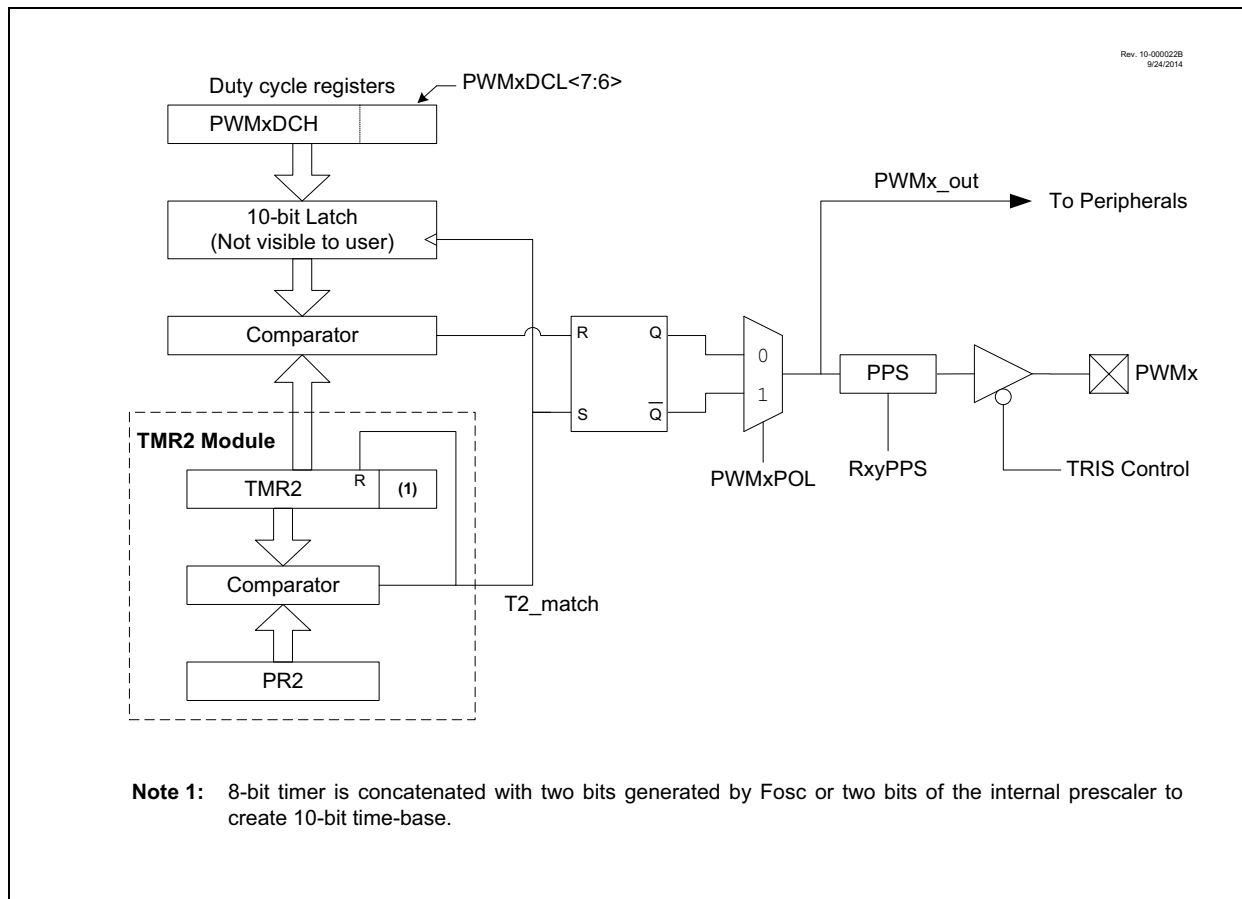 Rev. 10-000022B
9/24/2014
Duty cycle registers
PWMxDCL<7:6>
PWMxDCH
PWMx_out
To Peripherals
10-bit Latch
(Not visible to user)
Comparator
R
Q
S
Q
0
1
PPS
PWMx
PWMxPOL
RxyPPS
TRIS Control
TMR2 Module
R
TMR2
(1)
Comparator
T2_match
PR2
Note 1: 8-bit timer is concatenated with two bits generated by Fosc or two bits of the internal prescaler to
create 10-bit time-base.